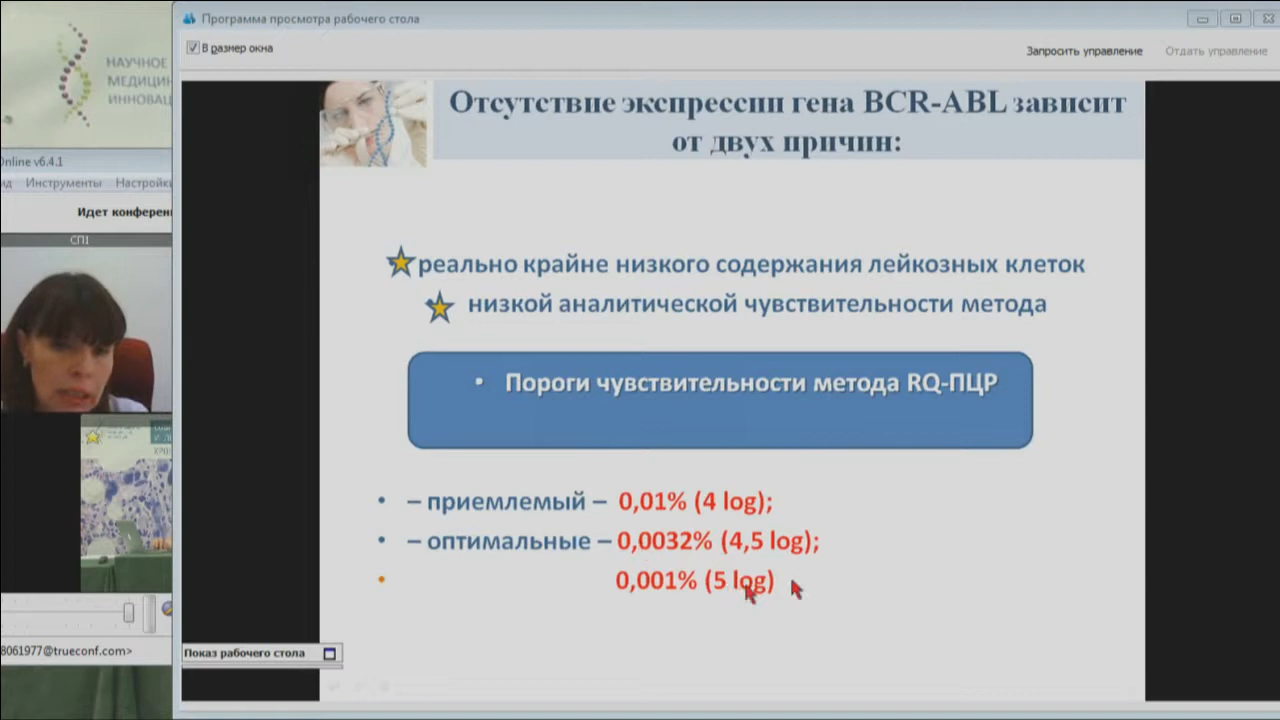 Программа просмотра рабочего стола
В размер окна
Запросить управление
Отдать управление
НАУЧНОЕ
МЕДИЦИН
ИННОВАЦ
Online v6.4.1
Инструменты Настройки
Идет конферен
СП1
Отсутствие экспрессии гена BCR-ABL зависит
от двух причин:
реально крайне низкого содержания лейкозных клеток
низкой аналитической чувствительности метода
• Пороги чувствительности метода RQ-ПЦР
• – приемлемый – 0,01% (4 log);
• – оптимальные – 0,0032% (4,5 log);
• 0,001% (5 log)
8061977@trueconf.com>
Показ рабочего стола